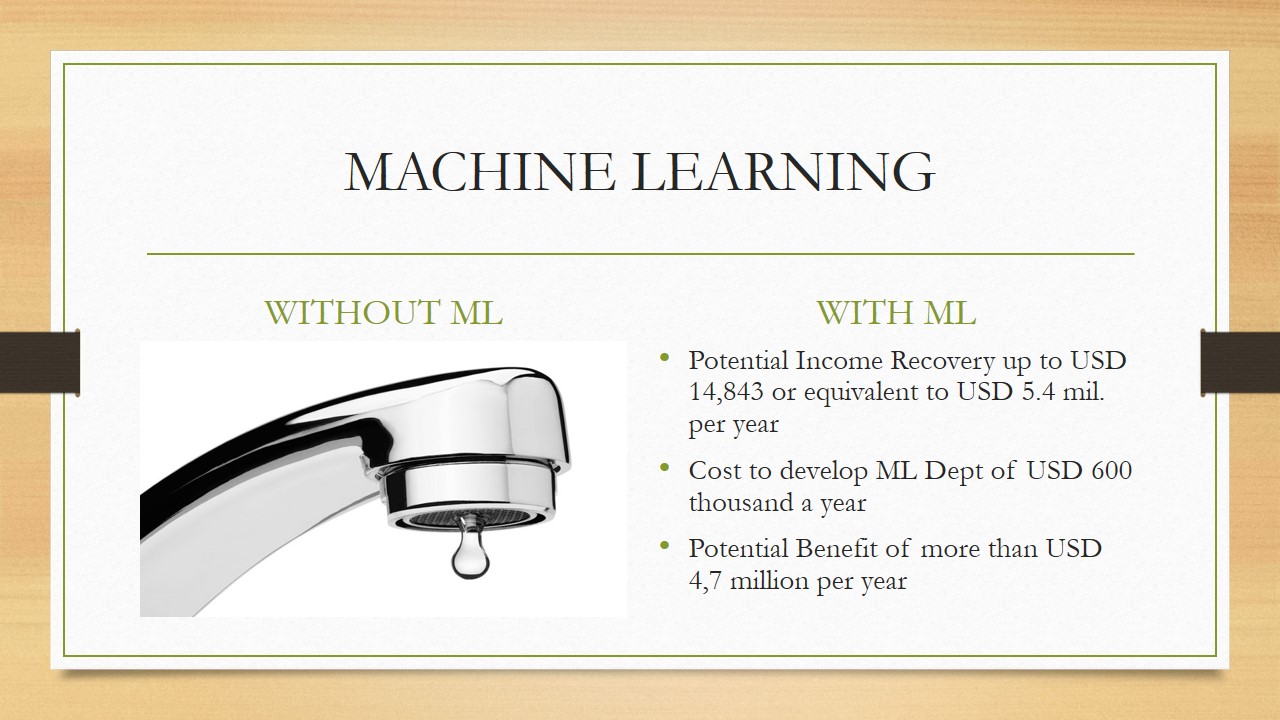 MACHINE LEARNING
WITHOUT ML
WITH ML
• Potential Income Recovery up to USD
14,843 or equivalent to USD 5.4 mil.
per year
• Cost to develop ML Dept of USD 600
thousand a year
• Potential Benefit of more than USD
4,7 million per year